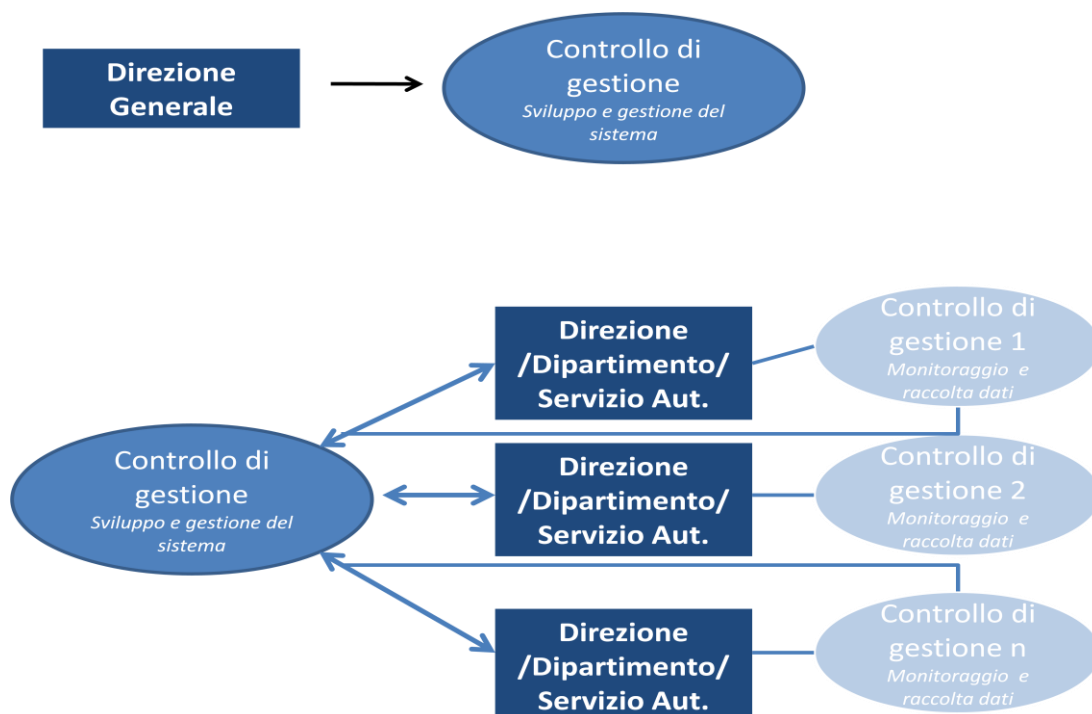 Direzione
Generale
Controllo di
gestione
Sviluppo e gestione del
sistema
Direzione
/Dipartimento/
Servizio Aut.
Controllo di
gestione 1
Monitoraggio e
raccolta dati
Controllo di
gestione
Sviluppo e gestione del
sistema
Direzione
/Dipartimento/
Servizio Aut.
Controllo di
gestione 2
Monitoraggio e
raccolta dati
Direzione
/Dipartimento/
Servizio Aut.
Controllo di
gestione n
Monitoraggio e
raccolta dati